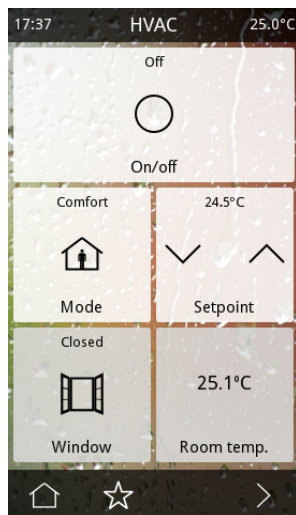 17:37 HVAC 25.0°C
Off
On/off
Comfort 24.5°C
Mode Setpoint
Closed
25.1°C
Window Room temp.